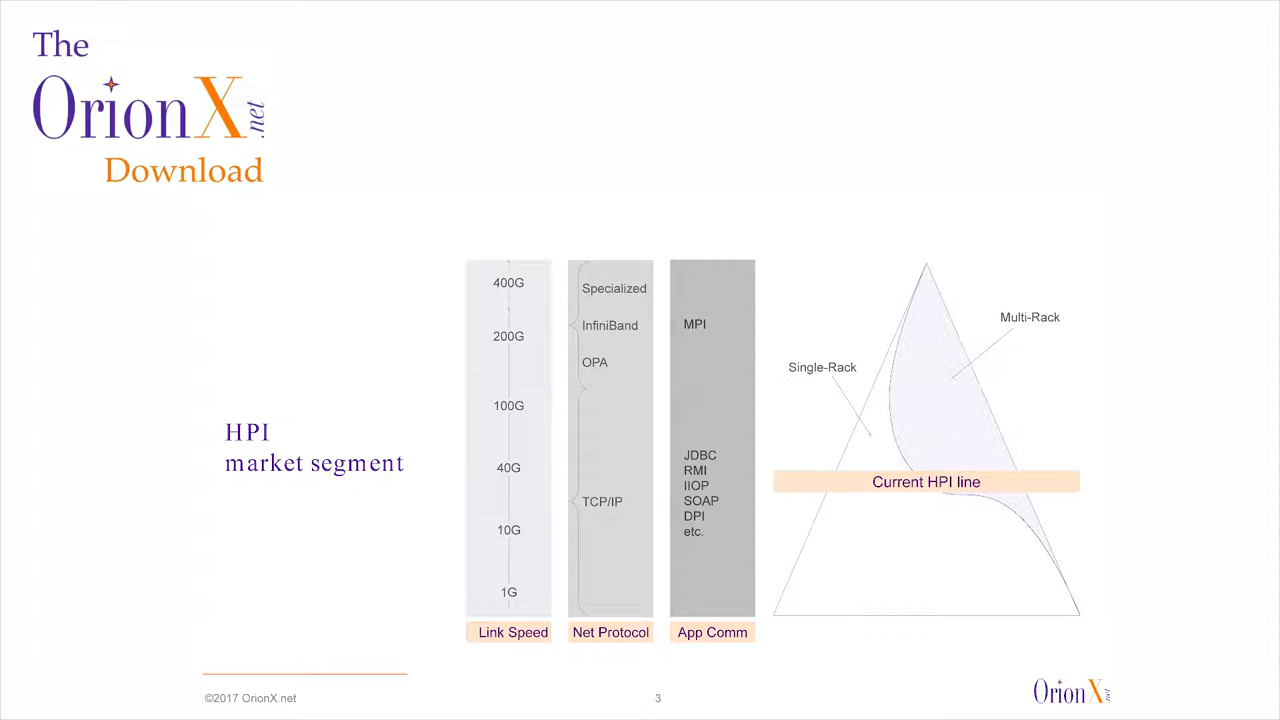 The
OrionX.net
Download
HPI
market segment
400G
200G
100G
40G
10G
1G
Link Speed
Specialized
InfiniBand
OPA
TCP/IP
Net Protocol
MPI
JDBC
RMI
IIOP
SOAP
DPI
etc.
App Comm
Multi-Rack
Single-Rack
Current HPI line
©2017 OrionX.net
3
OrionX.net